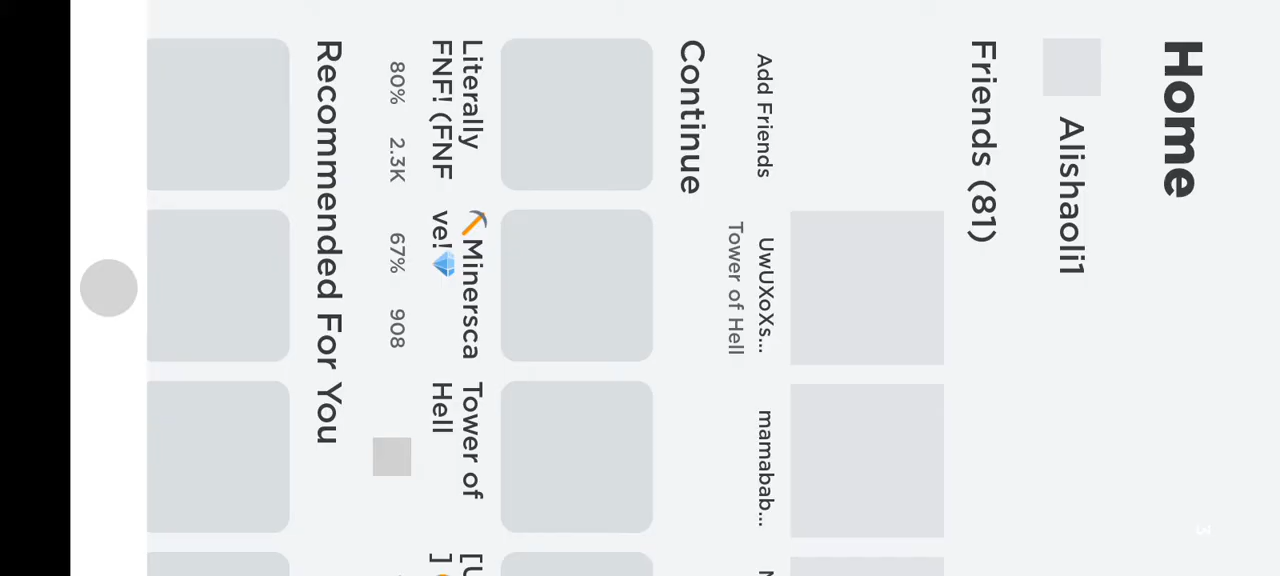 Home
Alishaoli1
Friends (81)
Add Friends
UwUXoXs...
Tower of Hell
mamabab...
Continue
Literally
FNF! (FNF
80% 2.3K
⛏️Minersca
ve!💎
67% 908
Tower of
Hell
Recommended For You
3